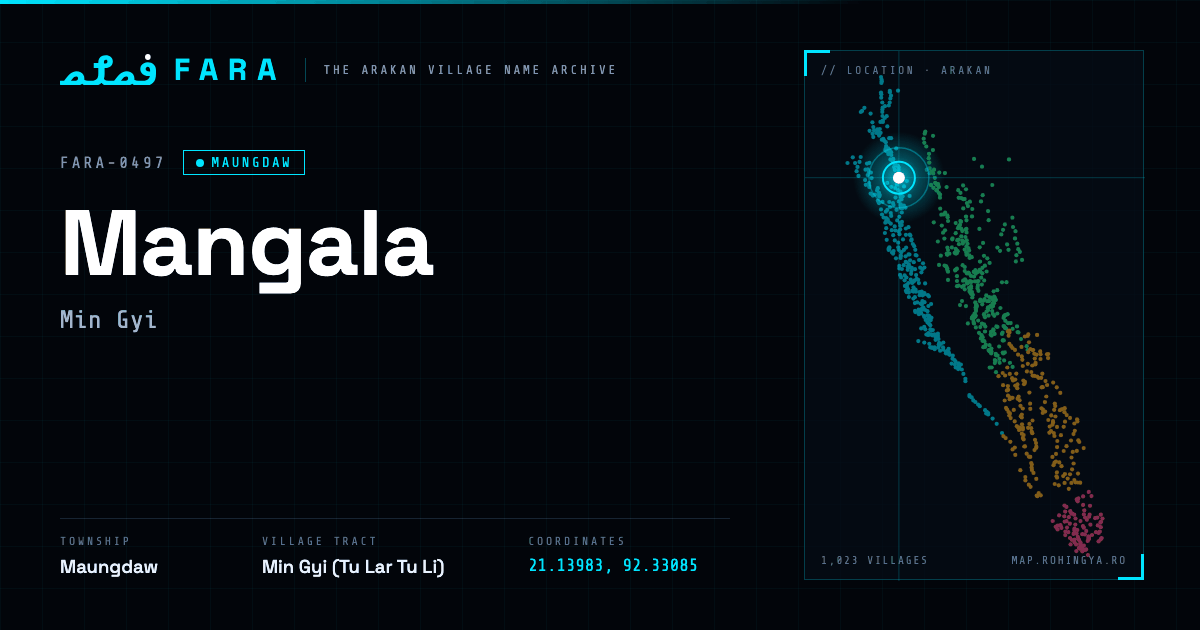 FARA
THE ARAKAN VILLAGE NAME ARCHIVE
FARA-0497
MAUNGDAW
Mangala
Min Gyi
TOWNSHIP
Maungdaw
VILLAGE TRACT
Min Gyi (Tu Lar Tu Li)
COORDINATES
21.13983, 92.33085
// LOCATION · ARAKAN
1,023 VILLAGES
MAP.ROHINGYA.RO